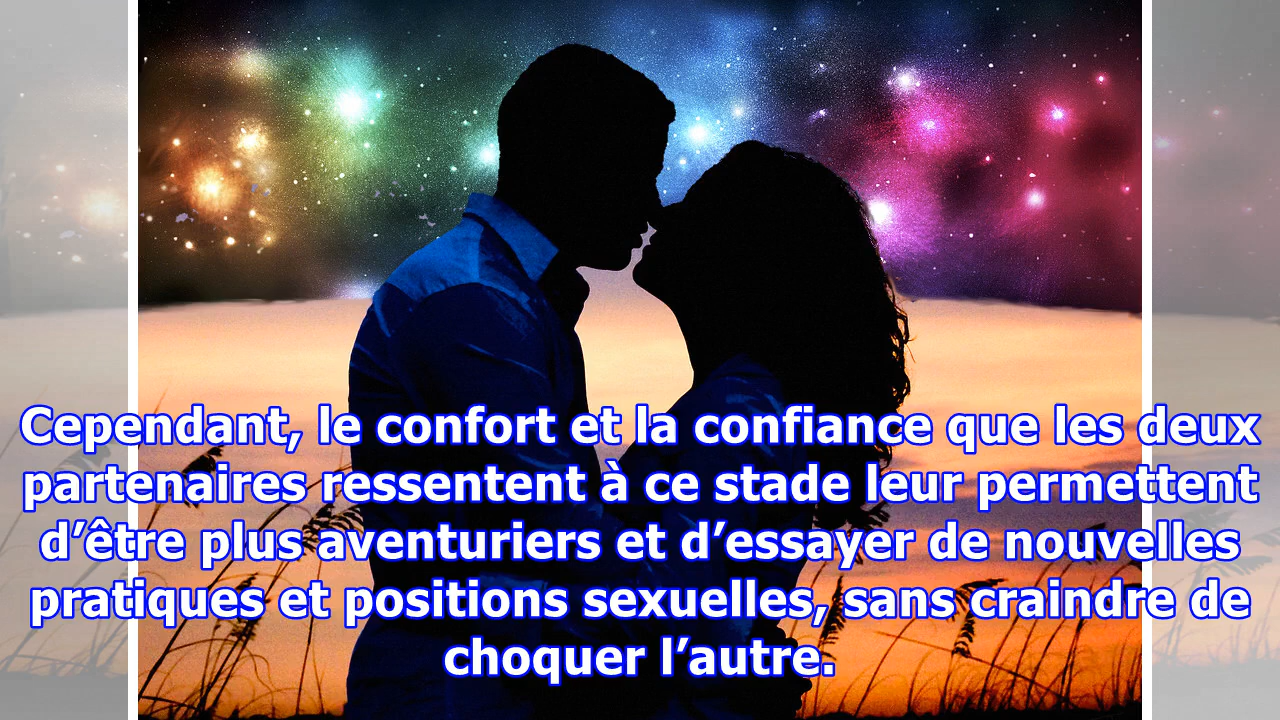 Cependant, le confort et la confiance que les deux
partenaires ressentent à ce stade leur permettent
d’être plus aventuriers et d’essayer de nouvelles
pratiques et positions sexuelles, sans craindre de
choquer l’autre.